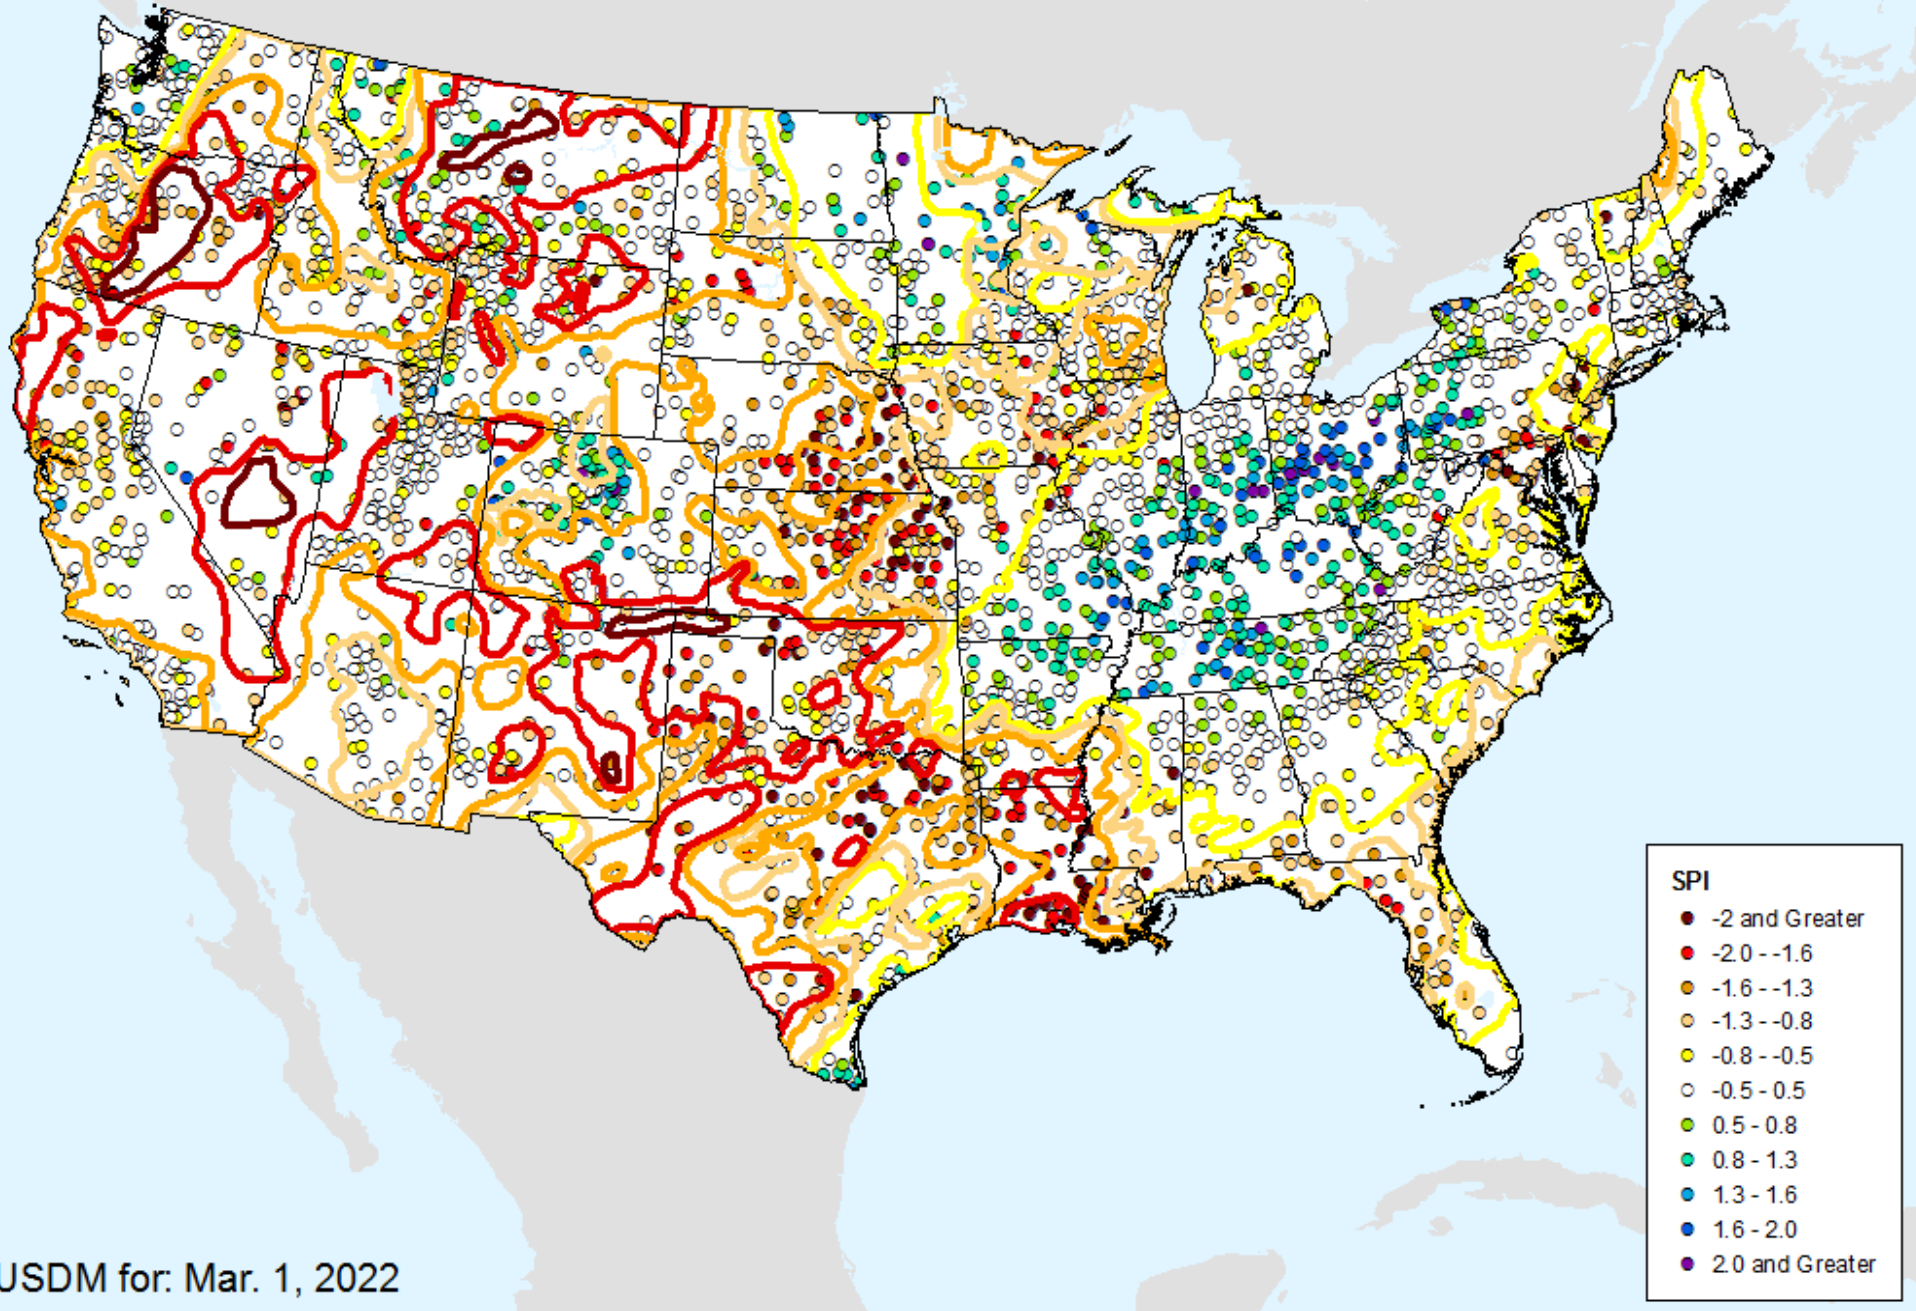 SPI
-2 and Greater
-2.0 - -1.6
-1.6 - -1.3
-1.3 - -0.8
-0.8 - -0.5
-0.5 - 0.5
0.5 - 0.8
0.8 - 1.3
1.3 - 1.6
1.6 - 2.0
2.0 and Greater
USDM for: Mar. 1, 2022